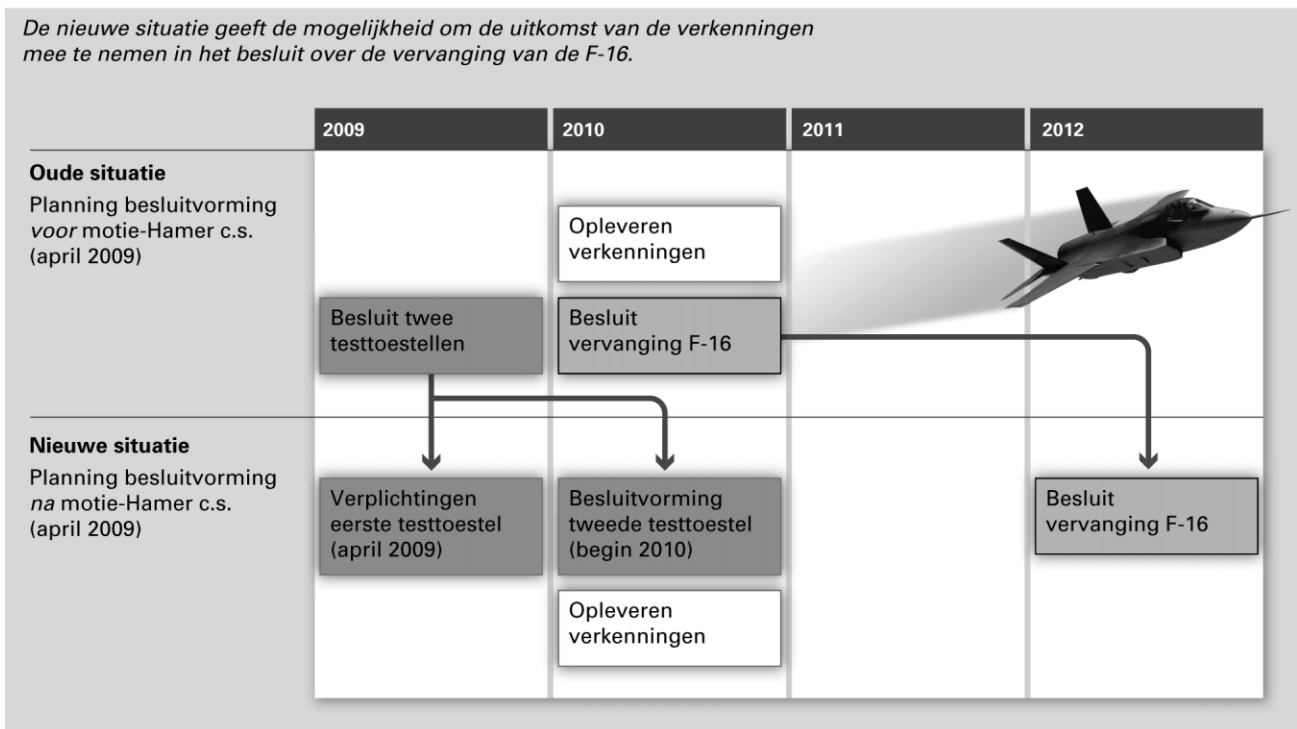 De nieuwe situatie geeft de mogelijkheid om de uitkomst van de verkenningen
mee te nemen in het besluit over de vervanging van de F-16.
2009
2010
2011
2012
Oude situatie
Planning besluitvorming
voor motie-Hamer c.s.
(april 2009)
Opleveren
verkenningen
Besluit twee
testtoestellen
Besluit
vervanging F-16
Nieuwe situatie
Planning besluitvorming
na motie-Hamer c.s.
(april 2009)
Verplichtingen
eerste testtoestel
(april 2009)
Besluitvorming
tweede testtoestel
(begin 2010)
Besluit
vervanging F-16
Opleveren
verkenningen